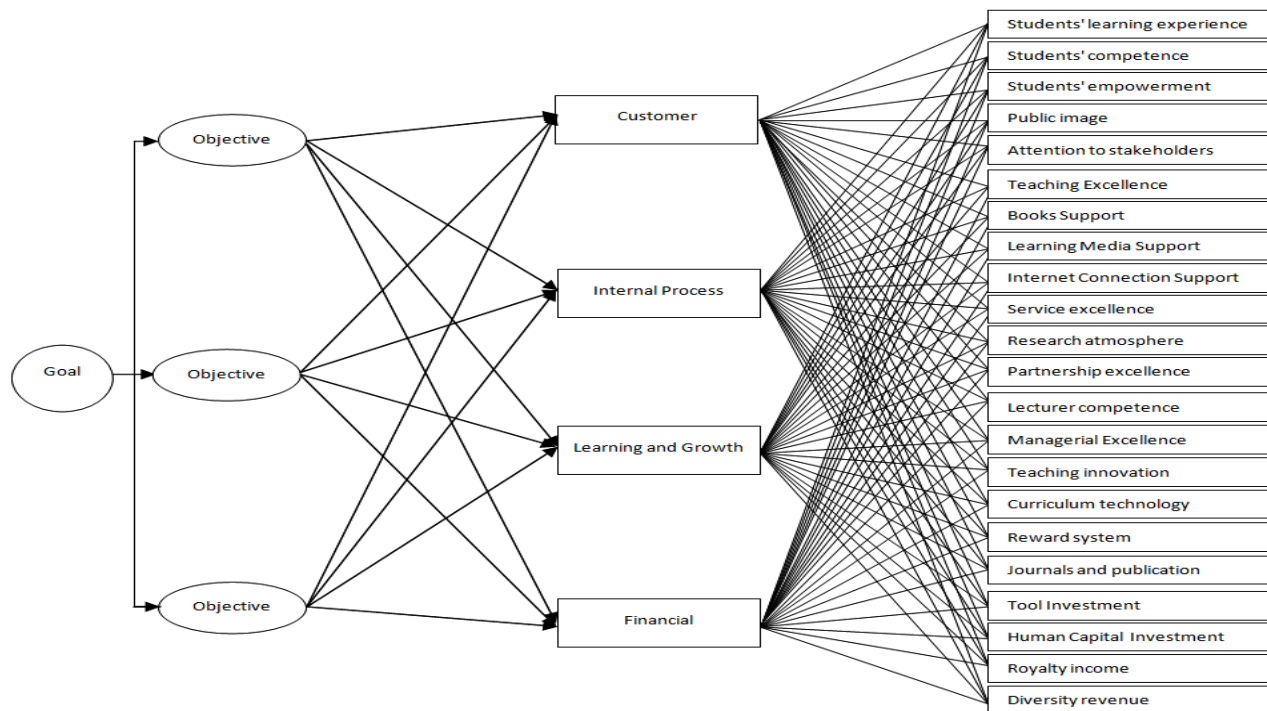 Goal
Objective
Objective
Objective
Customer
Internal Process
Learning and Growth
Financial
Students' learning experience
Students' competence
Students' empowerment
Public image
Attention to stakeholders
Teaching Excellence
Books Support
Learning Media Support
Internet Connection Support
Service excellence
Research atmosphere
Partnership excellence
Lecturer competence
Managerial Excellence
Teaching innovation
Curriculum technology
Reward system
Journals and publication
Tool Investment
Human Capital Investment
Royalty income
Diversity revenue